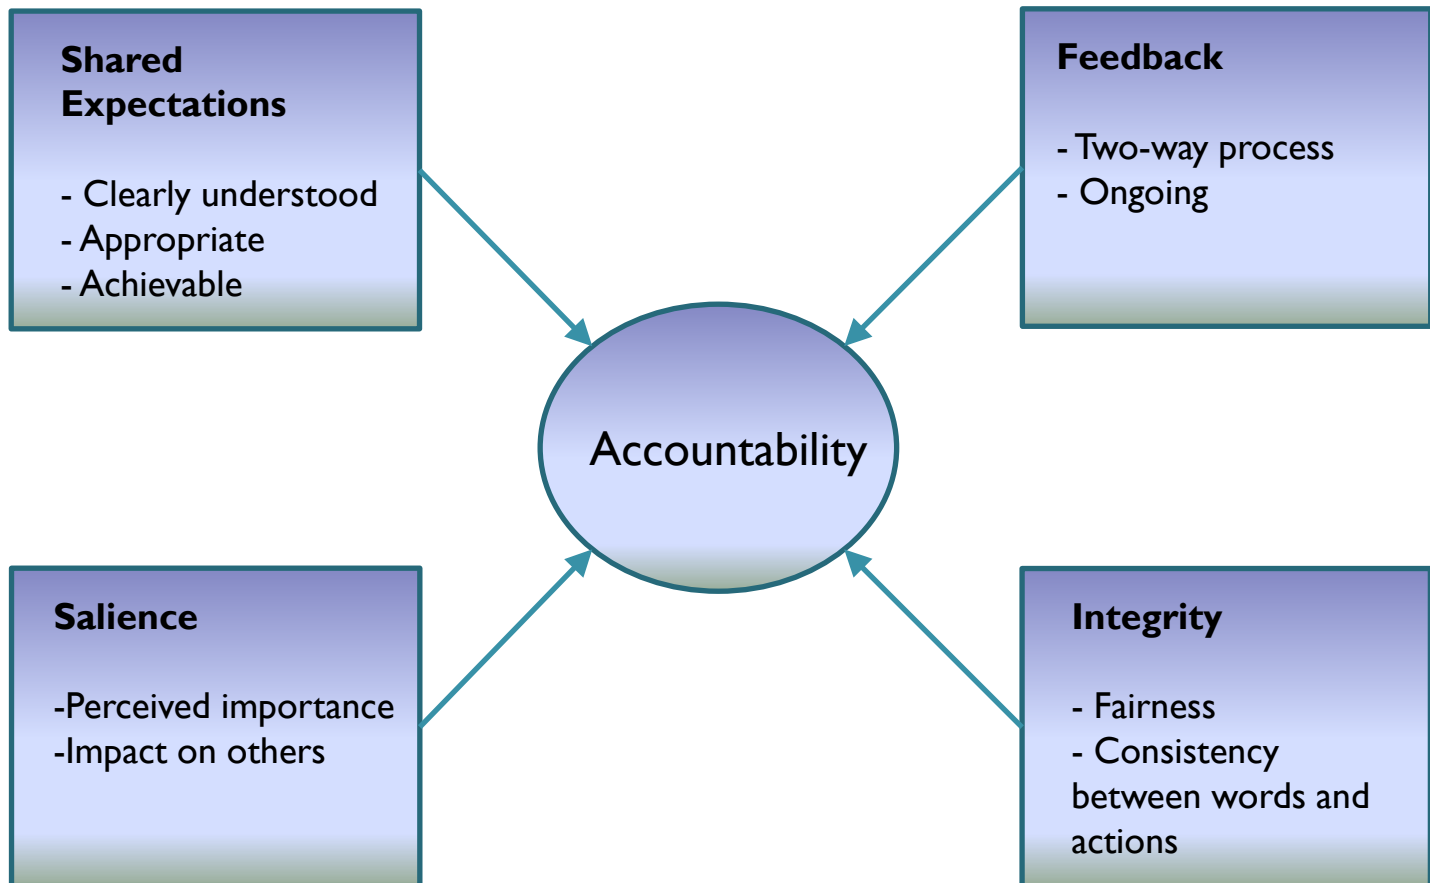 Shared
Expectations
- Clearly understood
- Appropriate
- Achievable
Feedback
- Two-way process
- Ongoing
Accountability
Salience
-Perceived importance
-Impact on others
Integrity
- Fairness
- Consistency
between words and
actions